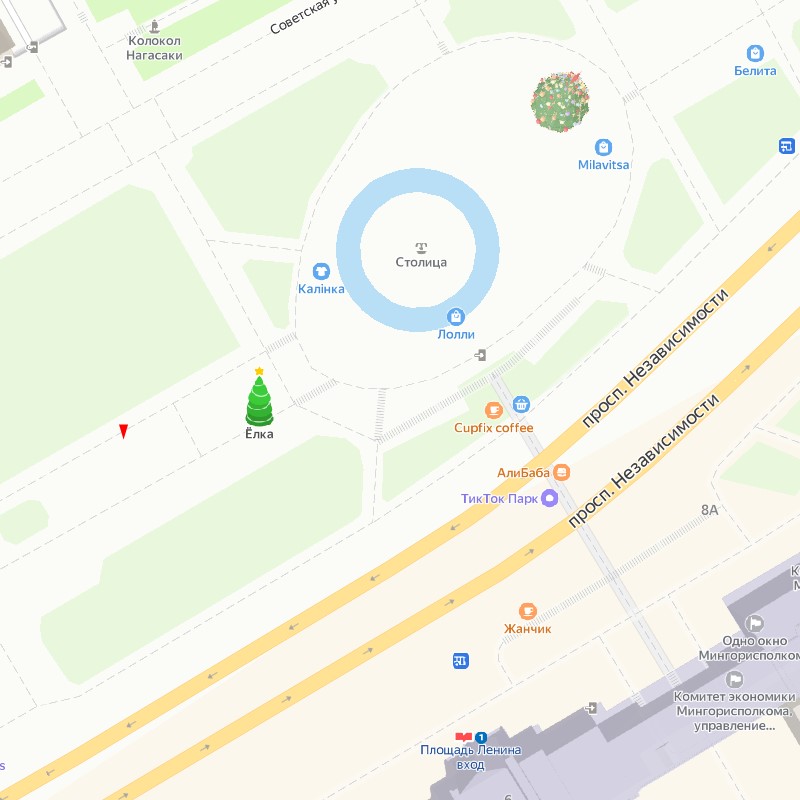 Советская
Колокол
Нагасаки
Белита
Milavitsa
Столица
Калінка
Лолли
просп. Независимости
Ёлка
Cupfix coffee
просп. Независимости
АлиБаба
ТикТок Парк
8А
Жанчик
Одно окно
Мингорисполком
Комитет экономики
Мингорисполкома,
управление...
1
Площадь Ленина
вход
6
s